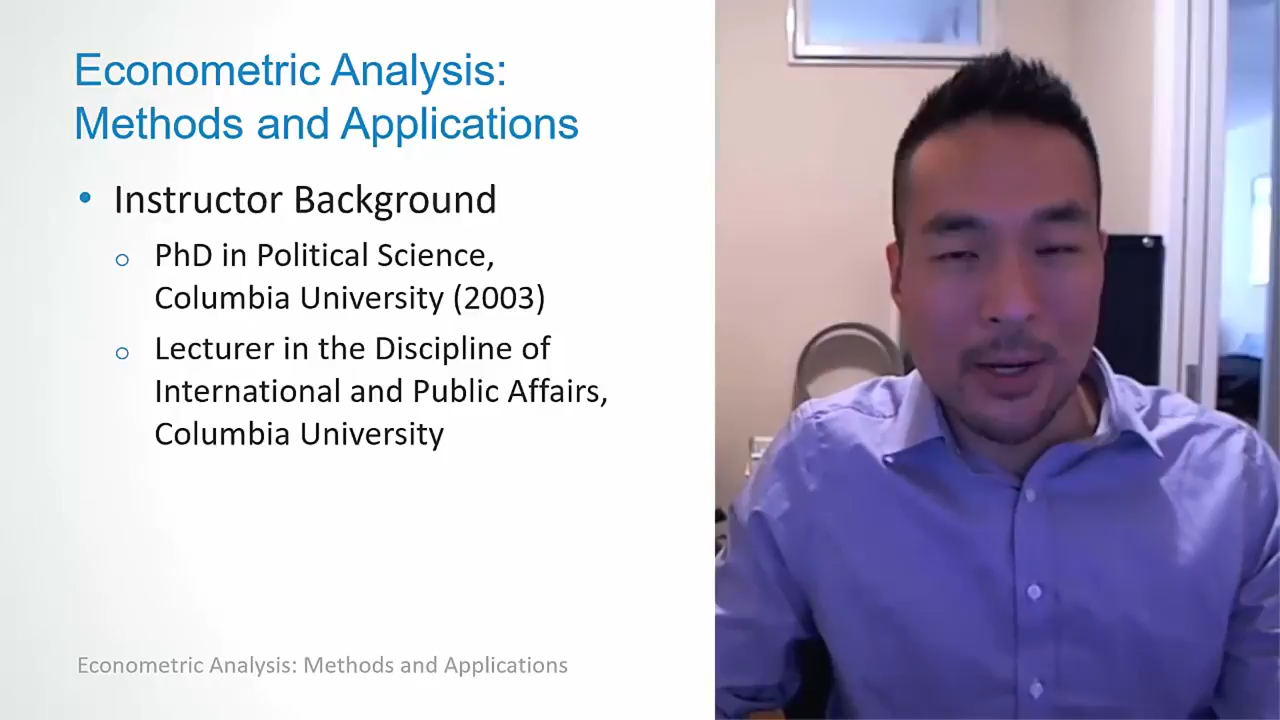 Econometric Analysis:
Methods and Applications
• Instructor Background
o PhD in Political Science,
Columbia University (2003)
o Lecturer in the Discipline of
International and Public Affairs,
Columbia University
Econometric Analysis: Methods and Applications